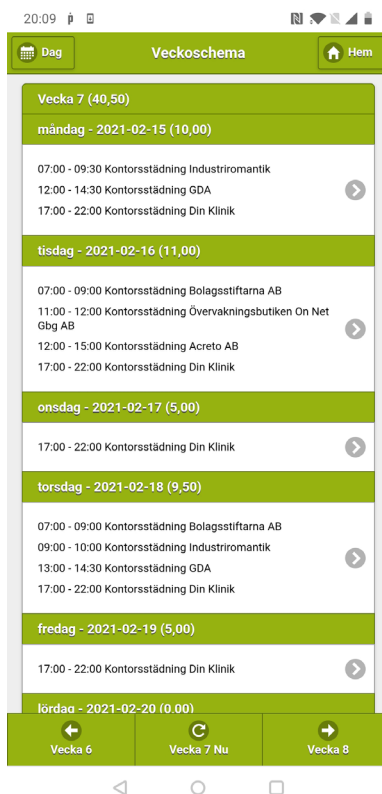 20:09
Dag
Veckoschema
Hem
Vecka 7 (40,50)
måndag - 2021-02-15 (10,00)
07:00 - 09:30 Kontorsstädning Industriromantik
12:00 - 14:30 Kontorsstädning GDA
17:00 - 22:00 Kontorsstädning Din Klinik
tisdag - 2021-02-16 (11,00)
07:00 - 09:00 Kontorsstädning Bolagsstiftarna AB
11:00 - 12:00 Kontorsstädning Övervakningsbutiken On Net
Gbg AB
12:00 - 15:00 Kontorsstädning Acreto AB
17:00 - 22:00 Kontorsstädning Din Klinik
onsdag - 2021-02-17 (5,00)
17:00 - 22:00 Kontorsstädning Din Klinik
torsdag - 2021-02-18 (9,50)
07:00 - 09:00 Kontorsstädning Bolagsstiftarna AB
09:00 - 10:00 Kontorsstädning Industriromantik
13:00 - 14:30 Kontorsstädning GDA
17:00 - 22:00 Kontorsstädning Din Klinik
fredag - 2021-02-19 (5,00)
17:00 - 22:00 Kontorsstädning Din Klinik
lördag - 2021-02-20 (0,00)
Vecka 6
Vecka 7 Nu
Vecka 8